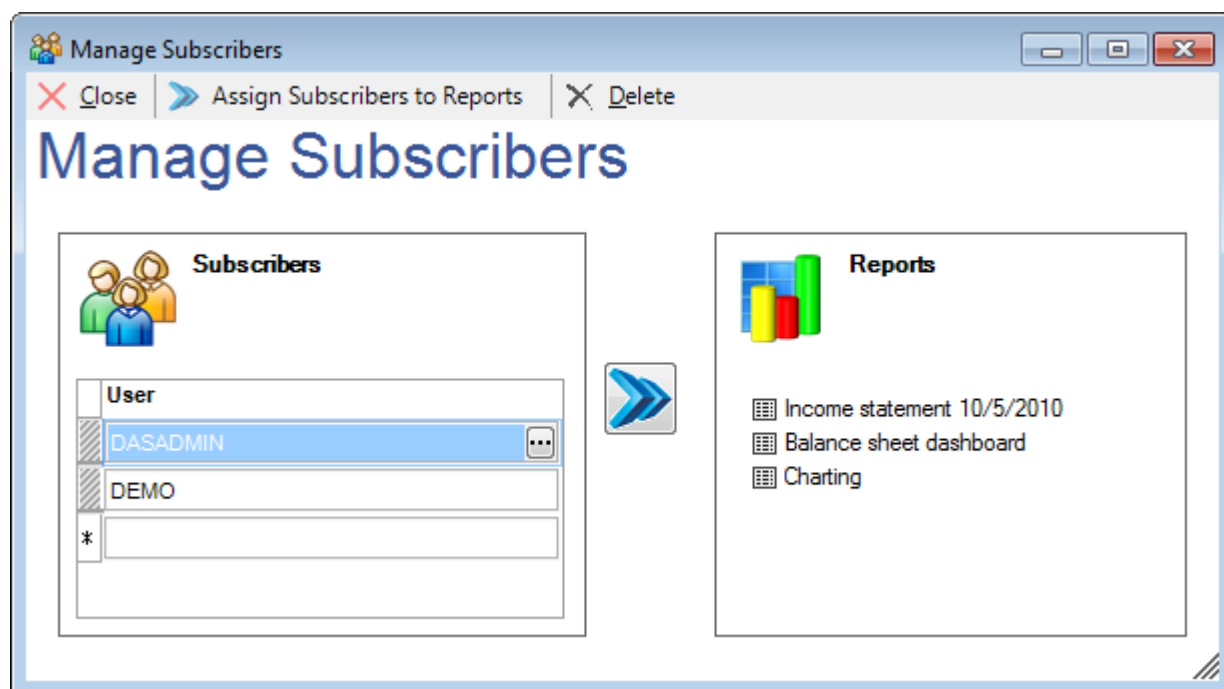 Manage Subscribers
Close Assign Subscribers to Reports Delete
Manage Subscribers
Subscribers
User
DASADMIN ...
DEMO
*
Reports
Income statement 10/5/2010
Balance sheet dashboard
Charting